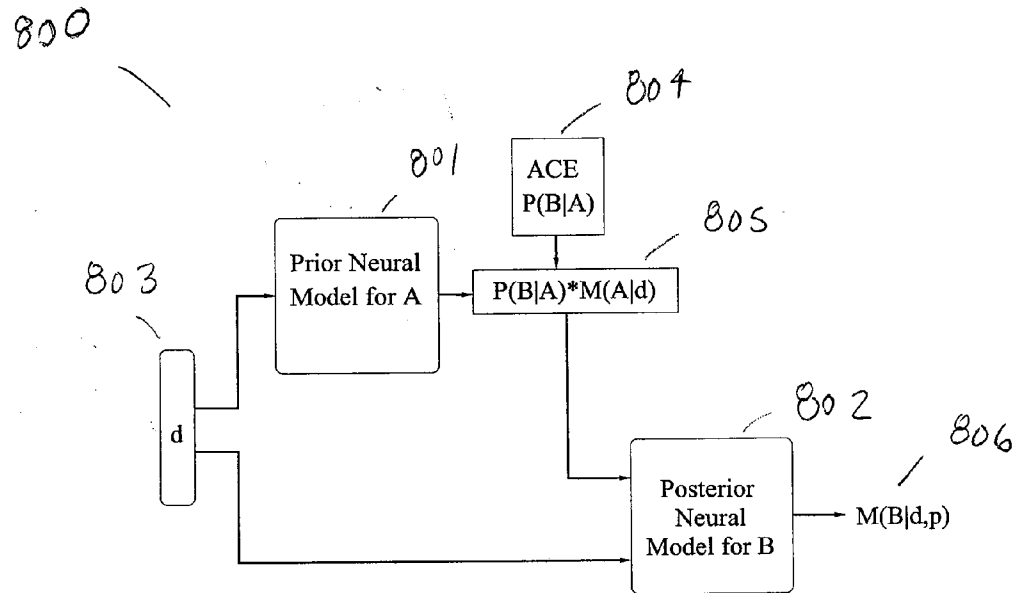 800
804
ACE
P(B|A)
801
805
Prior Neural
Model for A
P(B|A)*M(A|d)
803
d
802
806
Posterior
Neural
Model for B
M(B|d,p)